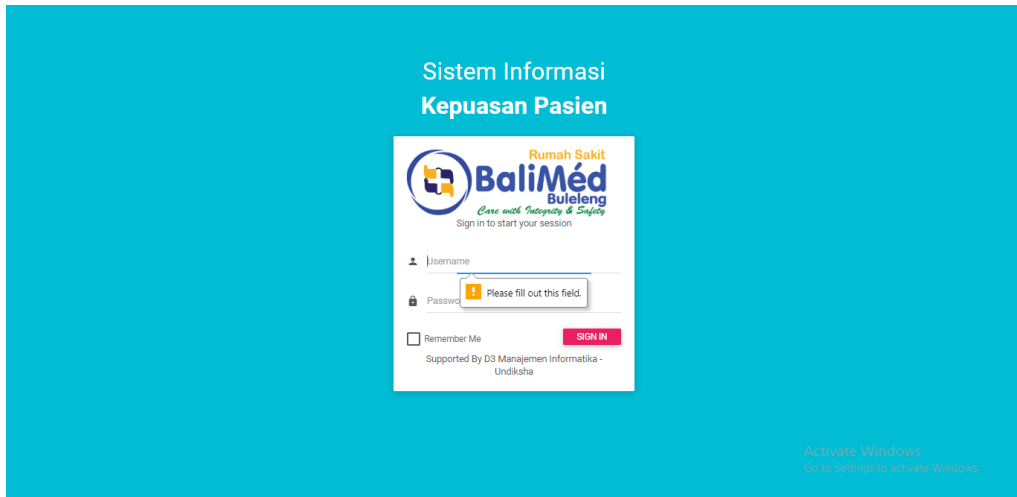 Sistem Informasi
Kepuasan Pasien
Rumah Sakit
BaliMéd
Buleleng
Care with Integrity & Safety
Sign in to start your session
Username
Please fill out this field.
Passwo
Remember Me
SIGN IN
Supported By D3 Manajemen Informatika -
Undiksha
Activate Windows
Go to Settings to activate Windows.